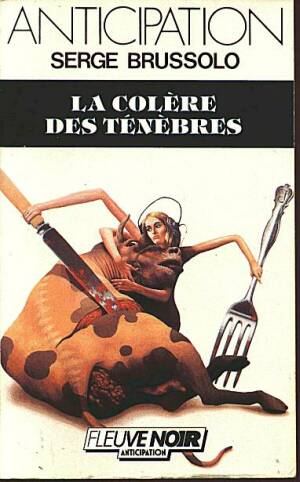 ANTICIPATION
SERGE BRUSSOLO
LA COLÈRE
DES TÉNÈBRES
FLEUVE NOIR
ANTICIPATION